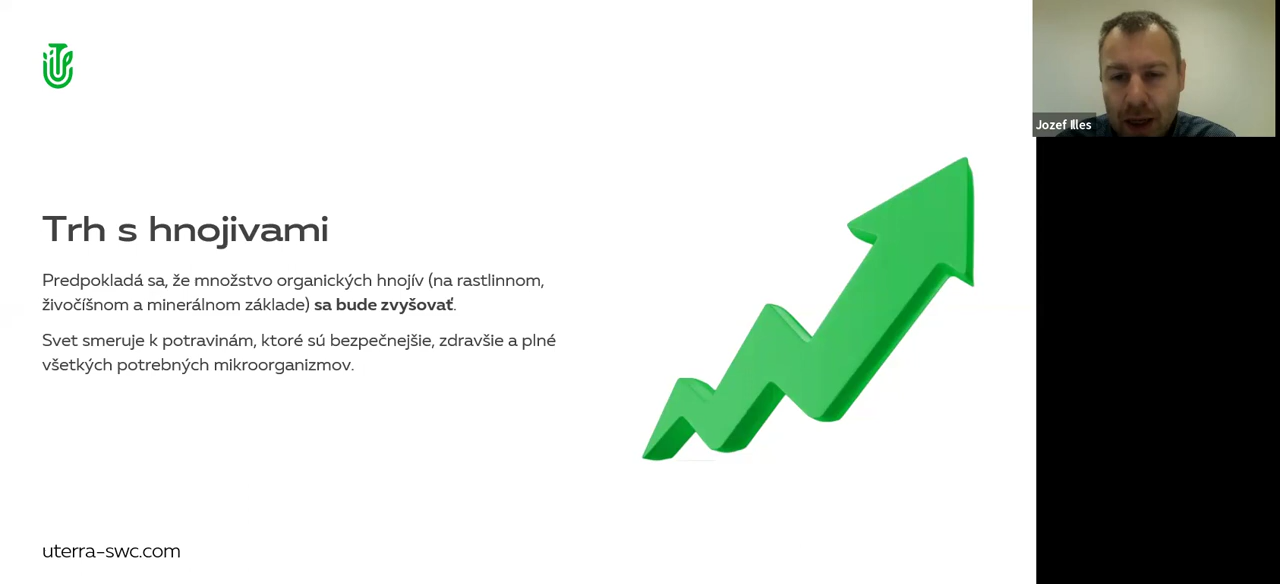 Trh s hnojivami
Predpokladá sa, že množstvo organických hnojív (na rastlinnom,
živočíšnom a minerálnom základe) sa bude zvyšovať.
Svet smeruje k potravinám, ktoré sú bezpečnejšie, zdravšie a plné
všetkých potrebných mikroorganizmov.
uterra-swc.com
Jozef Illes